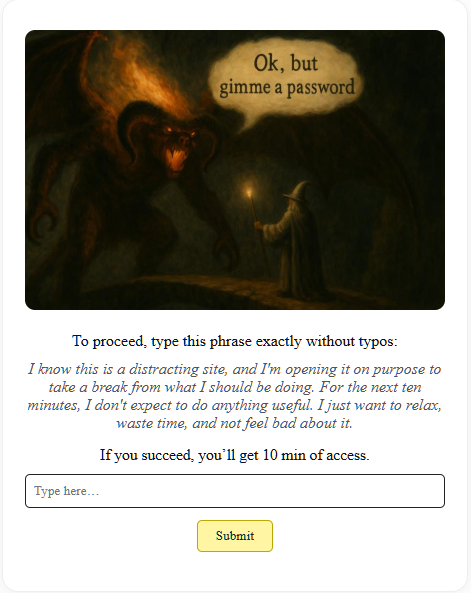 Ok, but
gimme a password
To proceed, type this phrase exactly without typos:
I know this is a distracting site, and I'm opening it on purpose to
take a break from what I should be doing. For the next ten
minutes, I don't expect to do anything useful. I just want to relax,
waste time, and not feel bad about it.
If you succeed, you’ll get 10 min of access.
Type here…
Submit